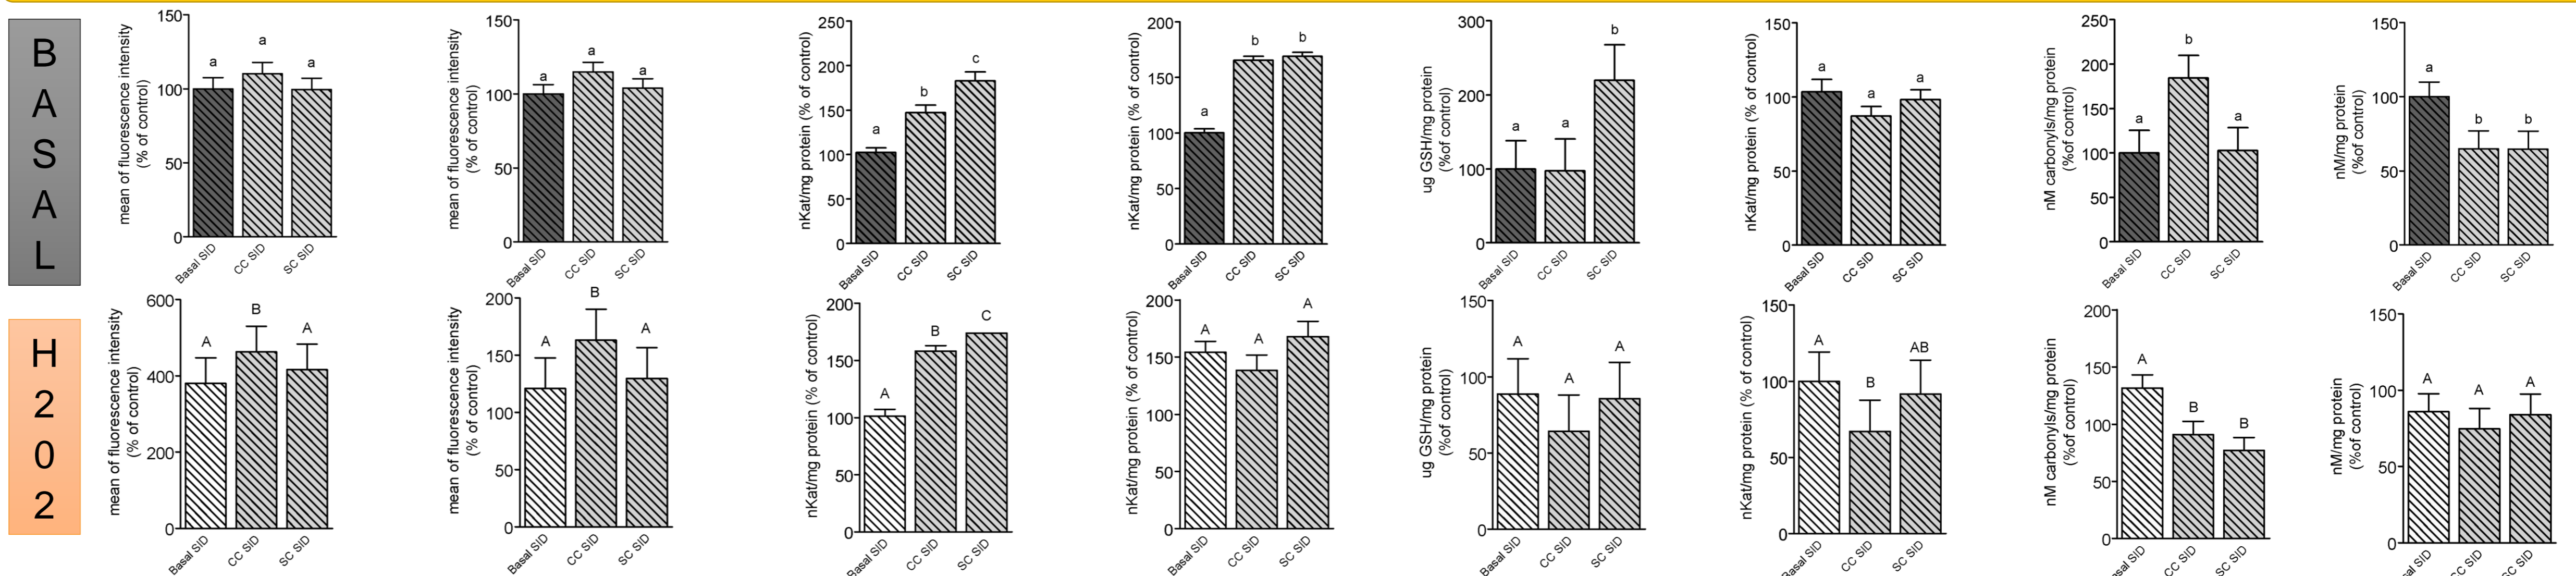 B
A
S
A
L
mean of fluorescence intensity
(% of control)
150
100
50
0
a
a
a
Basal SID
CC SID
SC SID
mean of fluorescence intensity
(% of control)
150
100
50
0
a
a
a
Basal SID
CC SID
SC SID
nKat/mg protein (% of control)
250
200
150
100
50
0
a
b
c
Basal SID
CC SID
SC SID
nKat/mg protein (% of control)
200
150
100
50
0
a
b
b
Basal SID
CC SID
SC SID
ug GSH/mg protein
(%of control)
300
200
100
0
a
a
b
Basal SID
CC SID
SC SID
nKat/mg protein (% of control)
150
100
50
0
a
a
a
Basal SID
CC SID
SC SID
nM carbonyls/mg protein
(%of control)
250
200
150
100
50
0
a
b
a
Basal SID
CC SID
SC SID
nM/mg protein
(%of control)
150
100
50
0
a
b
b
Basal SID
CC SID
SC SID
H
2
0
2
mean of fluorescence intensity
(% of control)
600
400
200
0
A
B
A
Basal SID
CC SID
SC SID
mean of fluorescence intensity
(% of control)
200
150
100
50
0
A
B
A
Basal SID
CC SID
SC SID
nKat/mg protein (% of control)
200
150
100
50
0
A
B
C
Basal SID
CC SID
SC SID
nKat/mg protein (% of control)
200
150
100
50
0
A
A
A
Basal SID
CC SID
SC SID
ug GSH/mg protein
(%of control)
150
100
50
0
A
A
A
Basal SID
CC SID
SC SID
nKat/mg protein (% of control)
150
100
50
0
A
B
AB
Basal SID
CC SID
SC SID
nM carbonyls/mg protein
(%of control)
200
150
100
50
0
A
B
B
Basal SID
CC SID
SC SID
nM/mg protein
(%of control)
150
100
50
0
A
A
A
Basal SID
CC SID
SC SID